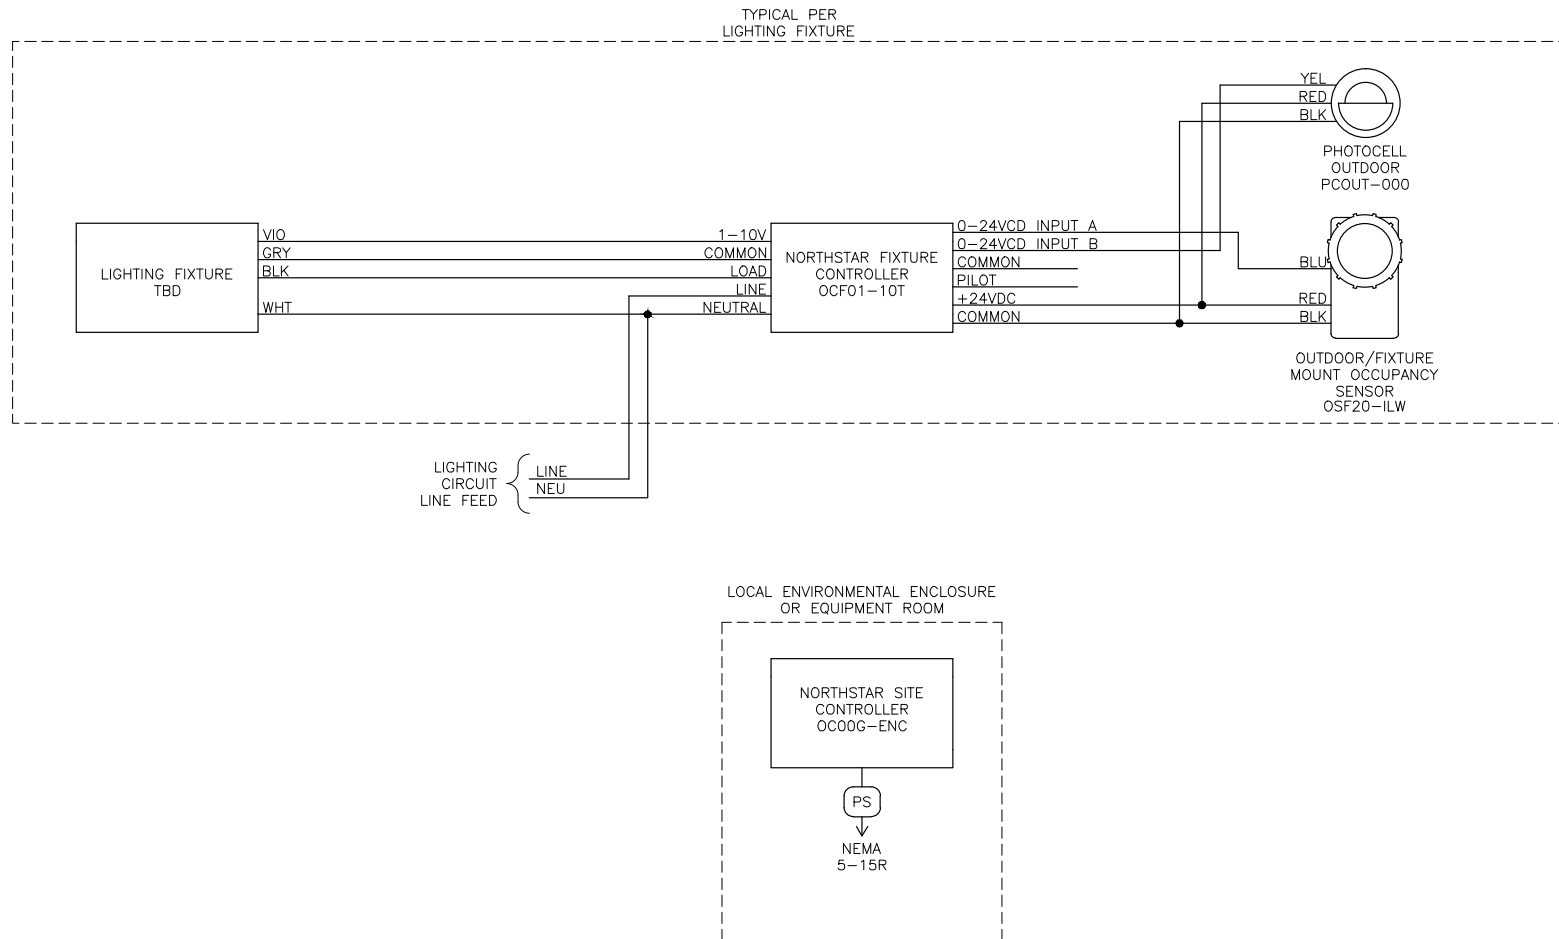 TYPICAL PER
LIGHTING FIXTURE
YEL
RED
BLK
PHOTOCELL
OUTDOOR
PCOUT-000
LIGHTING FIXTURE
TBD
VIO
GRY
BLK
WHT
1-10V
COMMON
LOAD
LINE
NEUTRAL
NORTHSTAR FIXTURE
CONTROLLER
OCF01-10T
0-24VCD INPUT A
0-24VCD INPUT B
COMMON
PILOT
+24VDC
COMMON
BLU
RED
BLK
OUTDOOR/FIXTURE
MOUNT OCCUPANCY
SENSOR
OSF20-ILW
LIGHTING
CIRCUIT
LINE FEED
LINE
NEU
LOCAL ENVIRONMENTAL ENCLOSURE
OR EQUIPMENT ROOM
NORTHSTAR SITE
CONTROLLER
OC00G-ENC
PS
NEMA
5-15R